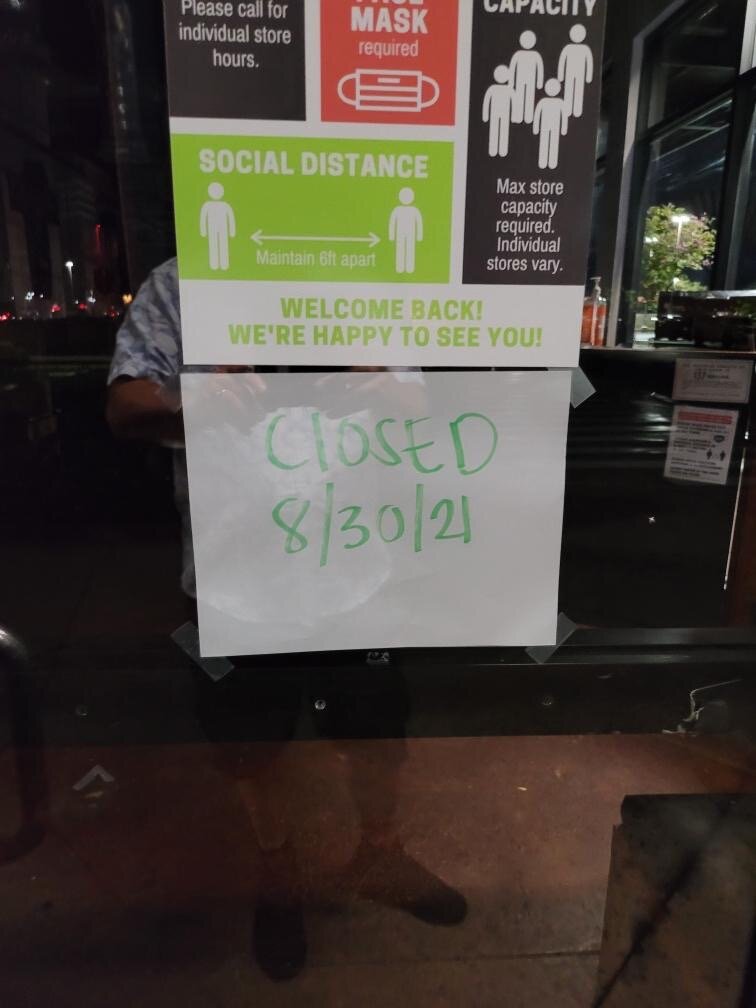 Please call for
individual store
hours.
MASK
required
CAPACITY
SOCIAL DISTANCE
Maintain 6ft apart
Max store
capacity
required.
Individual
stores vary.
WELCOME BACK!
WE'RE HAPPY TO SEE YOU!
CLOSED
8/30/21